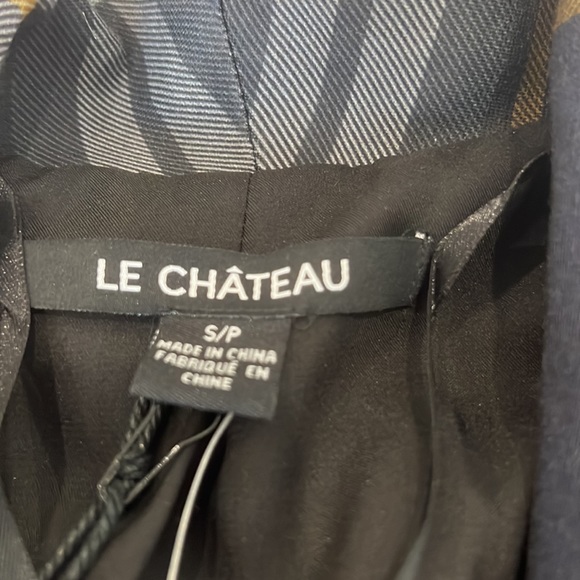 LE CHÂTEAU
S/P
MADE IN CHINA
FABRIQUÉ EN
CHINE